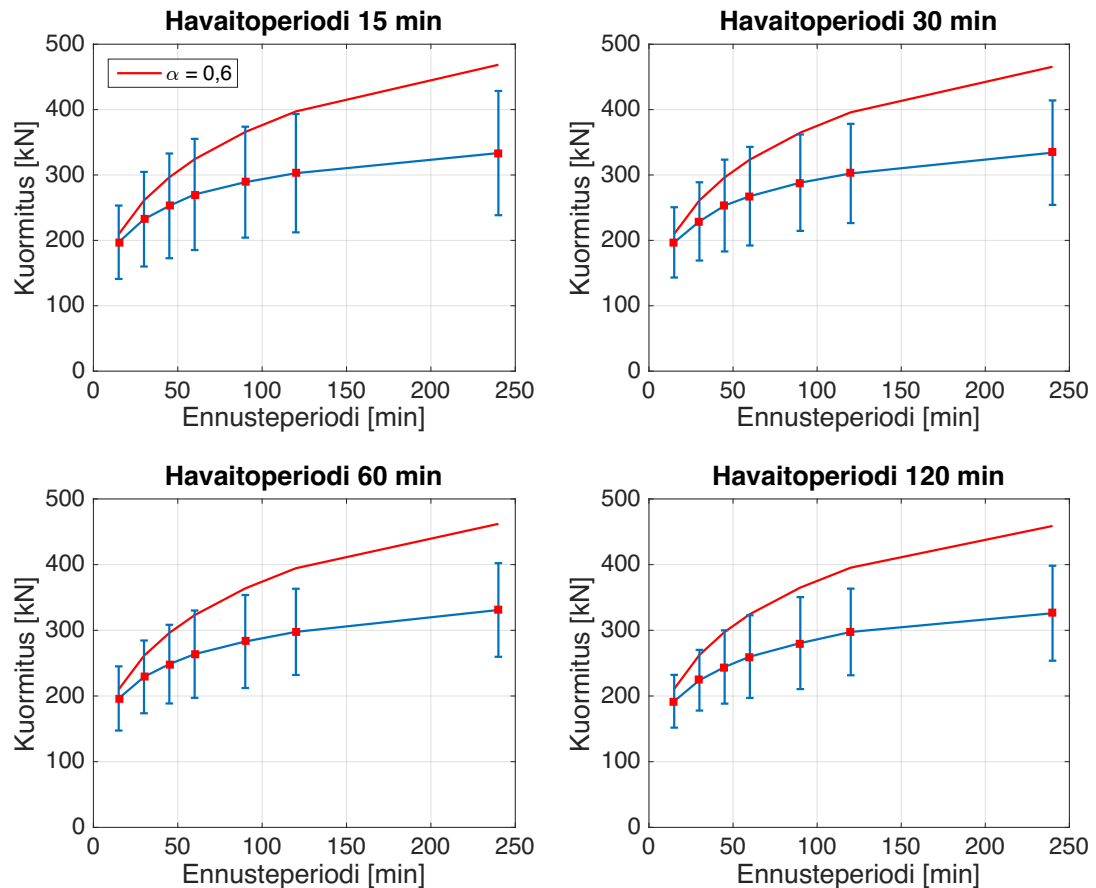 Havaitoperiodi 15 min
500
400
300
200
100
0
Kuormitus [kN]
α = 0,6
0 50 100 150 200 250
Ennusteperiodi [min]
Havaitoperiodi 30 min
500
400
300
200
100
0
Kuormitus [kN]
0 50 100 150 200 250
Ennusteperiodi [min]
Havaitoperiodi 60 min
500
400
300
200
100
0
Kuormitus [kN]
0 50 100 150 200 250
Ennusteperiodi [min]
Havaitoperiodi 120 min
500
400
300
200
100
0
Kuormitus [kN]
0 50 100 150 200 250
Ennusteperiodi [min]